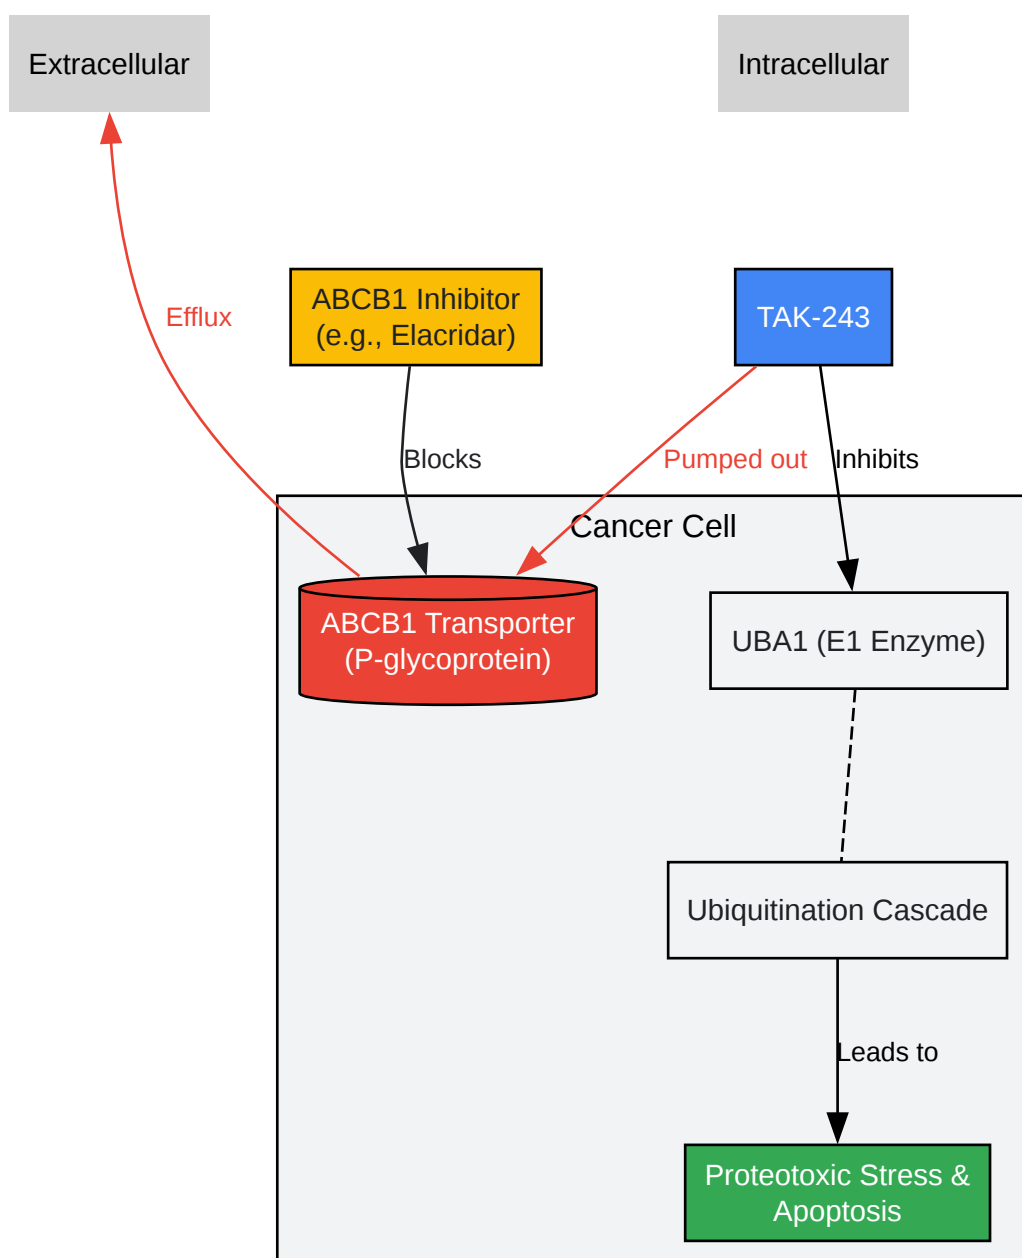 Extracellular
Intracellular
ABCB1 Inhibitor
(e.g., Elacridar)
TAK-243
Efflux
Blocks
Pumped out
Inhibits
Cancer Cell
ABCB1 Transporter
(P-glycoprotein)
UBA1 (E1 Enzyme)
Ubiquitination Cascade
Leads to
Proteotoxic Stress &
Apoptosis